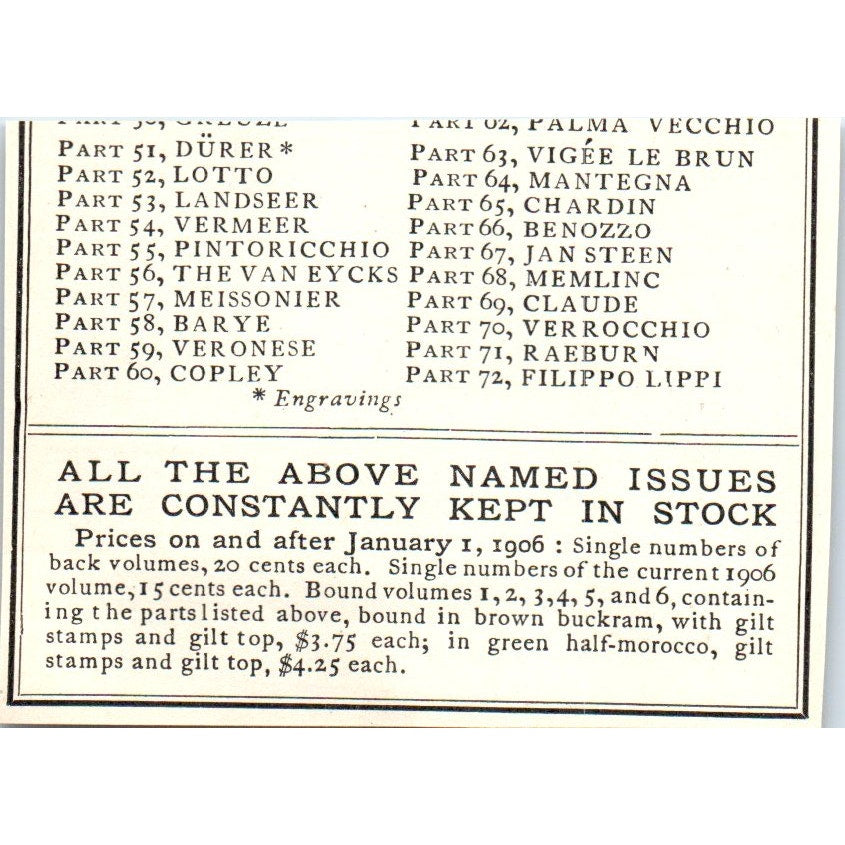 PART 50, GREUZE
PART 51, DÜRER*
PART 52, LOTTO
PART 53, LANDSEER
PART 54, VERMEER
PART 55, PINTORICCHIO
PART 56, THE VAN EYCKS
PART 57, MEISSONIER
PART 58, BARYE
PART 59, VERONESE
PART 60, COPLEY
PART 62, PALMA VECCHIO
PART 63, VIGÉE LE BRUN
PART 64, MANTEGNA
PART 65, CHARDIN
PART 66, BENOZZO
PART 67, JAN STEEN
PART 68, MEMLINC
PART 69, CLAUDE
PART 70, VERROCCHIO
PART 71, RAEBURN
PART 72, FILIPPO LIPPI
* Engravings
ALL THE ABOVE NAMED ISSUES
ARE CONSTANTLY KEPT IN STOCK
Prices on and after January 1, 1906 : Single numbers of
back volumes, 20 cents each. Single numbers of the current 1906
volume, 15 cents each. Bound volumes 1, 2, 3, 4, 5, and 6, contain-
ing the parts listed above, bound in brown buckram, with gilt
stamps and gilt top, $3.75 each; in green half-morocco, gilt
stamps and gilt top, $4.25 each.